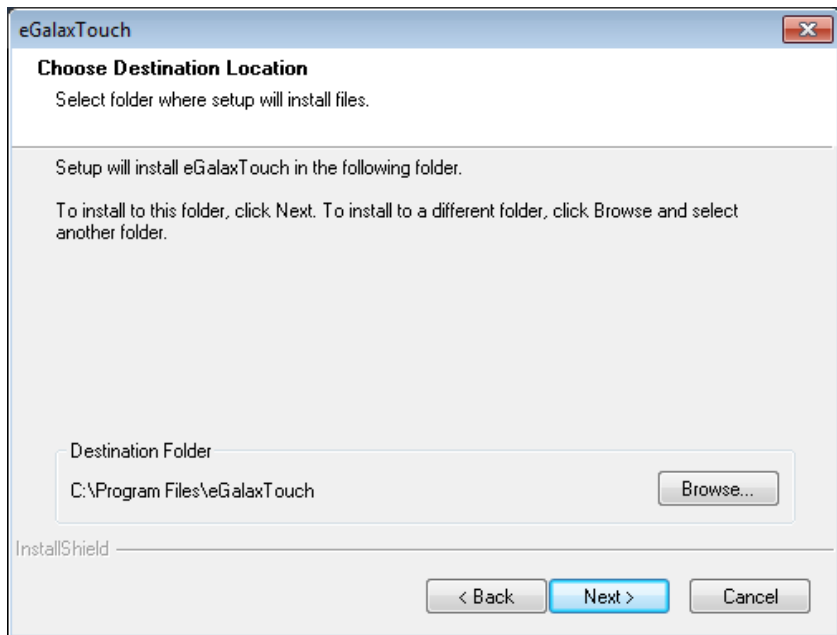 eGalaxTouch
Choose Destination Location
Select folder where setup will install files.
Setup will install eGalaxTouch in the following folder.
To install to this folder, click Next. To install to a different folder, click Browse and select
another folder.
Destination Folder
C:\Program Files\eGalaxTouch
Browse...
InstallShield
< Back
Next >
Cancel